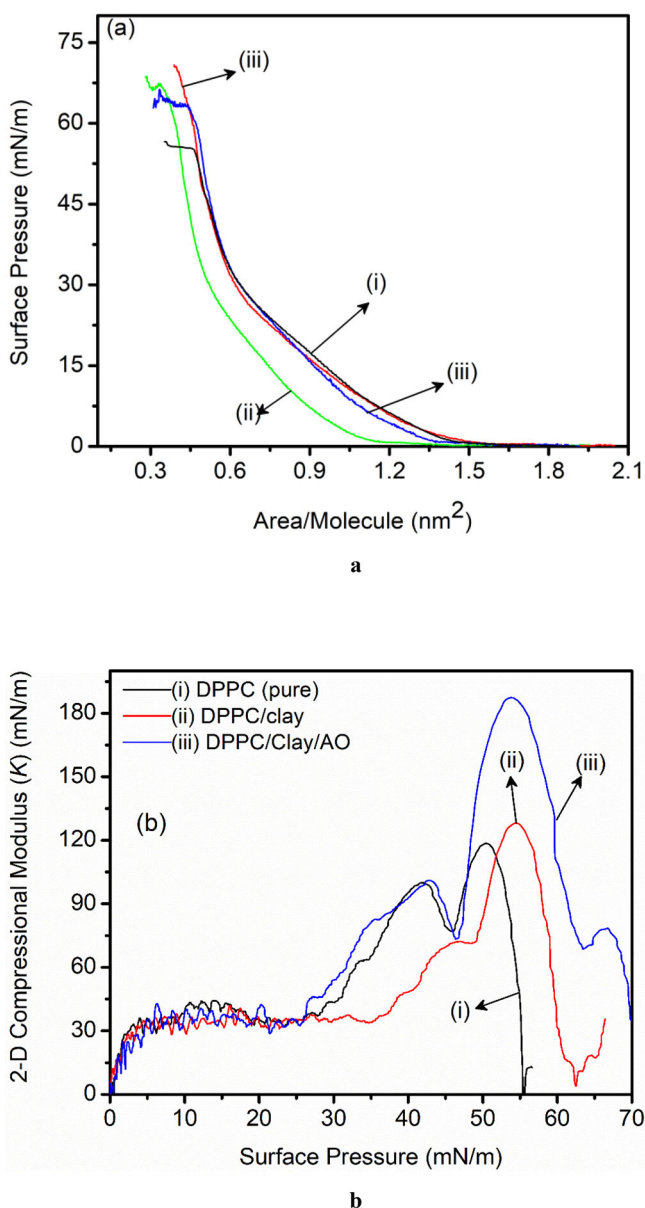 (a)
75
60
45
30
15
0
Surface Pressure (mN/m)
(iii)
(i)
(iii)
(ii)
0.3 0.6 0.9 1.2 1.5 1.8 2.1
Area/Molecule (nm²)
a
180
150
120
90
60
30
0
2-D Compressional Modulus (K) (mN/m)
(i) DPPC (pure)
(ii) DPPC/clay
(iii) DPPC/Clay/AO
(b)
(ii)
(iii)
(i)
0 10 20 30 40 50 60 70
Surface Pressure (mN/m)
b